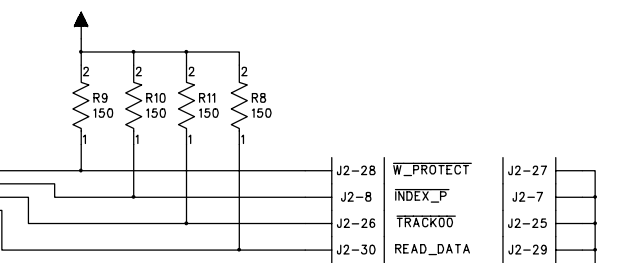 2 2 2 2
R9 R10 R11 R8
150 150 150 150
1 1 1 1
J2-28 W_PROTECT J2-27
J2-8 INDEX_P J2-7
J2-26 TRACK00 J2-25
J2-30 READ_DATA J2-29